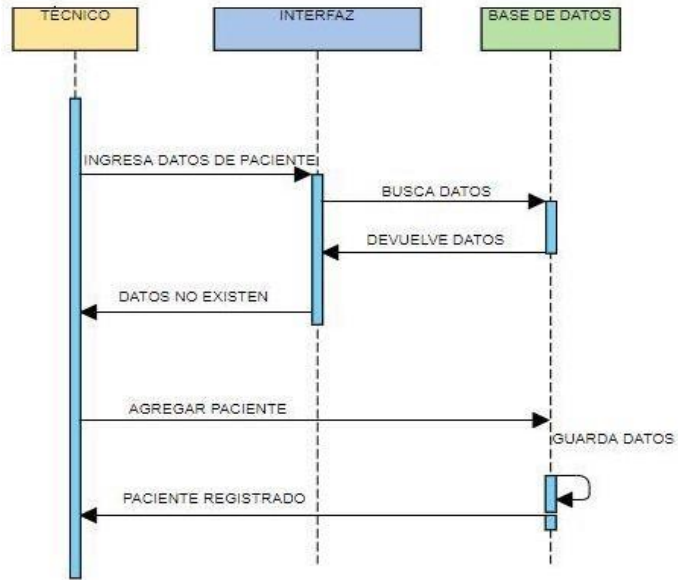 TÉCNICO
INTERFAZ
BASE DE DATOS
INGRESA DATOS DE PACIENTE
BUSCA DATOS
DEVUELVE DATOS
DATOS NO EXISTEN
AGREGAR PACIENTE
GUARDA DATOS
PACIENTE REGISTRADO